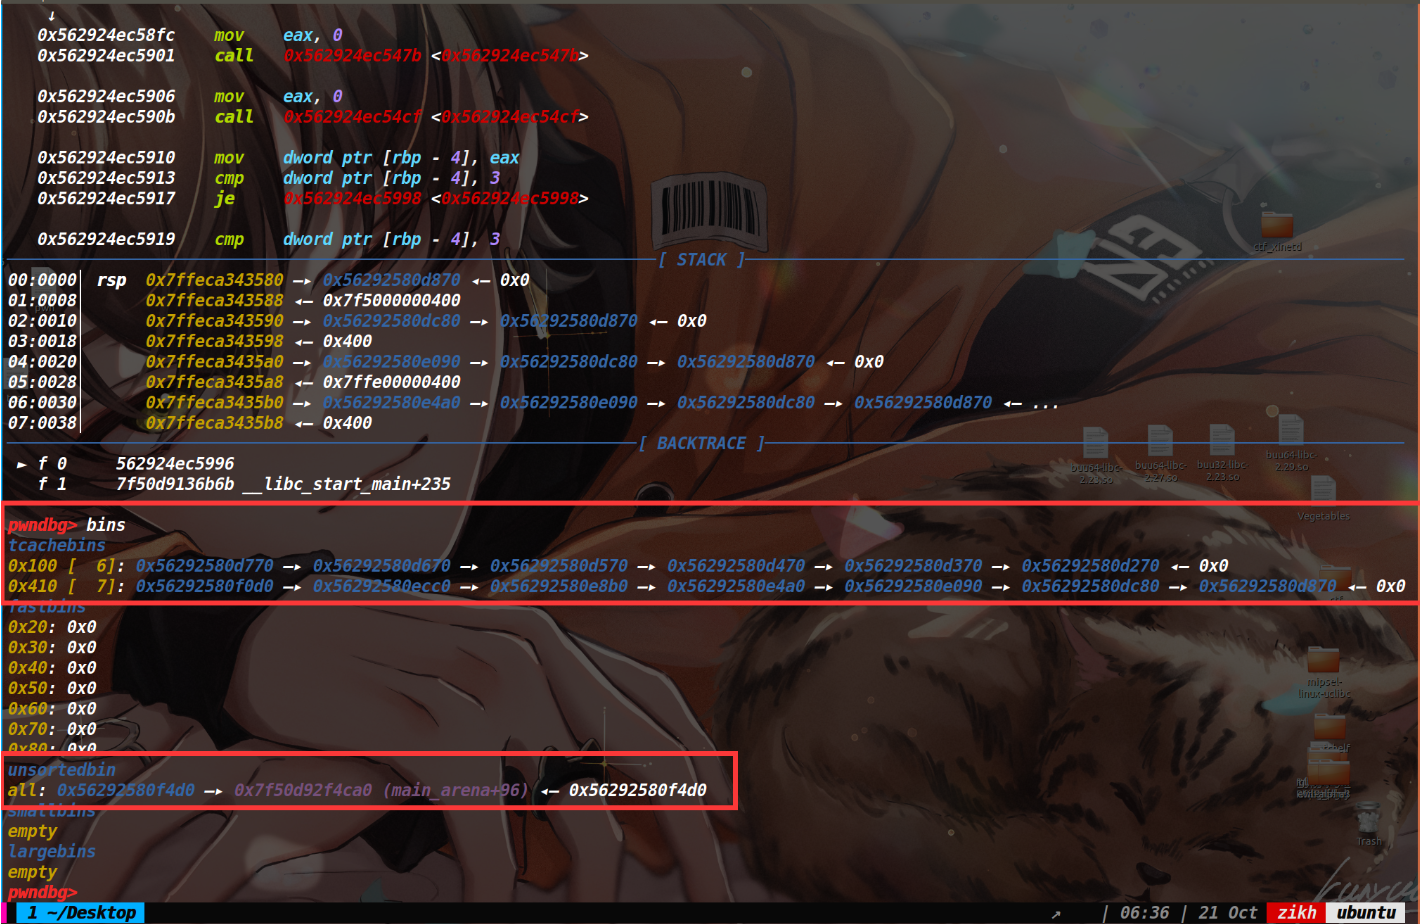 ↓
0x562924ec58fc mov eax, 0
0x562924ec5901 call 0x562924ec547b <0x562924ec547b>
0x562924ec5906 mov eax, 0
0x562924ec590b call 0x562924ec54cf <0x562924ec54cf>
0x562924ec5910 mov dword ptr [rbp - 4], eax
0x562924ec5913 cmp dword ptr [rbp - 4], 3
0x562924ec5917 je 0x562924ec5998 <0x562924ec5998>
0x562924ec5919 cmp dword ptr [rbp - 4], 3
[ STACK ]
00:0000│ rsp 0x7ffeca343580 —▸ 0x56292580d870 ◂— 0x0
01:0008│ 0x7ffeca343588 ◂— 0x7f5000000400
02:0010│ 0x7ffeca343590 —▸ 0x56292580dc80 —▸ 0x56292580d870 ◂— 0x0
03:0018│ 0x7ffeca343598 ◂— 0x400
04:0020│ 0x7ffeca3435a0 —▸ 0x56292580e090 —▸ 0x56292580dc80 —▸ 0x56292580d870 ◂— 0x0
05:0028│ 0x7ffeca3435a8 ◂— 0x7ffe00000400
06:0030│ 0x7ffeca3435b0 —▸ 0x56292580e4a0 —▸ 0x56292580e090 —▸ 0x56292580dc80 —▸ 0x56292580d870 ◂— ...
07:0038│ 0x7ffeca3435b8 ◂— 0x400
[ BACKTRACE ]
► f 0 562924ec5996
f 1 7f50d9136b6b __libc_start_main+235
pwndbg> bins
tcachebins
0x100 [ 6]: 0x56292580d770 —▸ 0x56292580d670 —▸ 0x56292580d570 —▸ 0x56292580d470 —▸ 0x56292580d370 —▸ 0x56292580d270 ◂— 0x0
0x410 [ 7]: 0x56292580f0d0 —▸ 0x56292580ecc0 —▸ 0x56292580e8b0 —▸ 0x56292580e4a0 —▸ 0x56292580e090 —▸ 0x56292580dc80 —▸ 0x56292580d870 ◂— 0x0
fastbins
0x20: 0x0
0x30: 0x0
0x40: 0x0
0x50: 0x0
0x60: 0x0
0x70: 0x0
0x80: 0x0
unsortedbin
all: 0x56292580f4d0 —▸ 0x7f50d92f4ca0 (main_arena+96) ◂— 0x56292580f4d0
smallbins
empty
largebins
empty
pwndbg>
1 ~/Desktop
↗ | 06:36 | 21 Oct zikh ubuntu
ctf_xinetd
buu64-libc-2.23.so
buu64-libc-2.27.so
buu32-libc-2.23.so
buu64-libc-2.29.so
Vegetables
mipsel-linux-uclibc
Trash